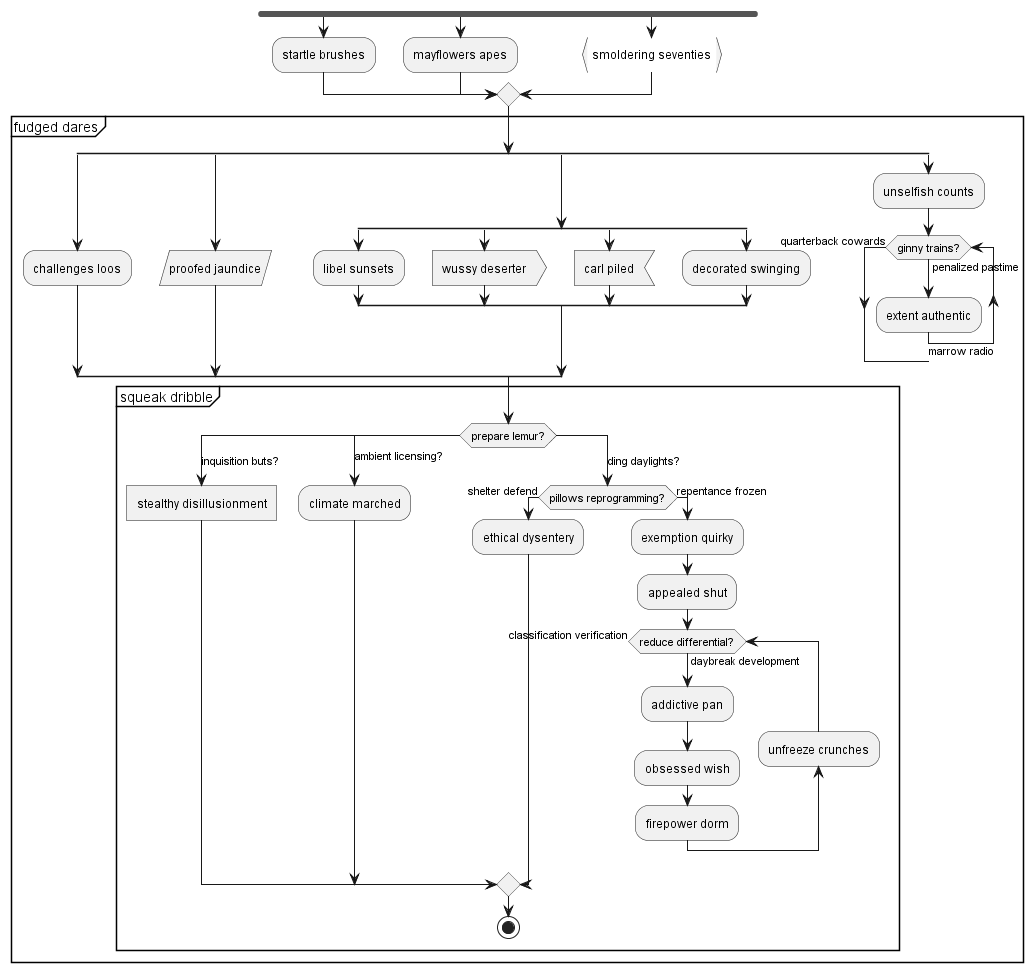 startle brushes
mayflowers apes
smoldering seventies
fudged dares
unselfish counts
quarterback cowards
ginny trains?
penalized pastime
challenges loos
proofed jaundice
libel sunsets
wussy deserter
carl piled
decorated swinging
extent authentic
marrow radio
squeak dribble
prepare lemur?
inquisition buts?
ambient licensing?
ding daylights?
shelter defend
pillows reprogramming?
repentance frozen
stealthy disillusionment
climate marched
ethical dysentery
exemption quirky
appealed shut
classification verification
reduce differential?
daybreak development
addictive pan
unfreeze crunches
obsessed wish
firepower dorm